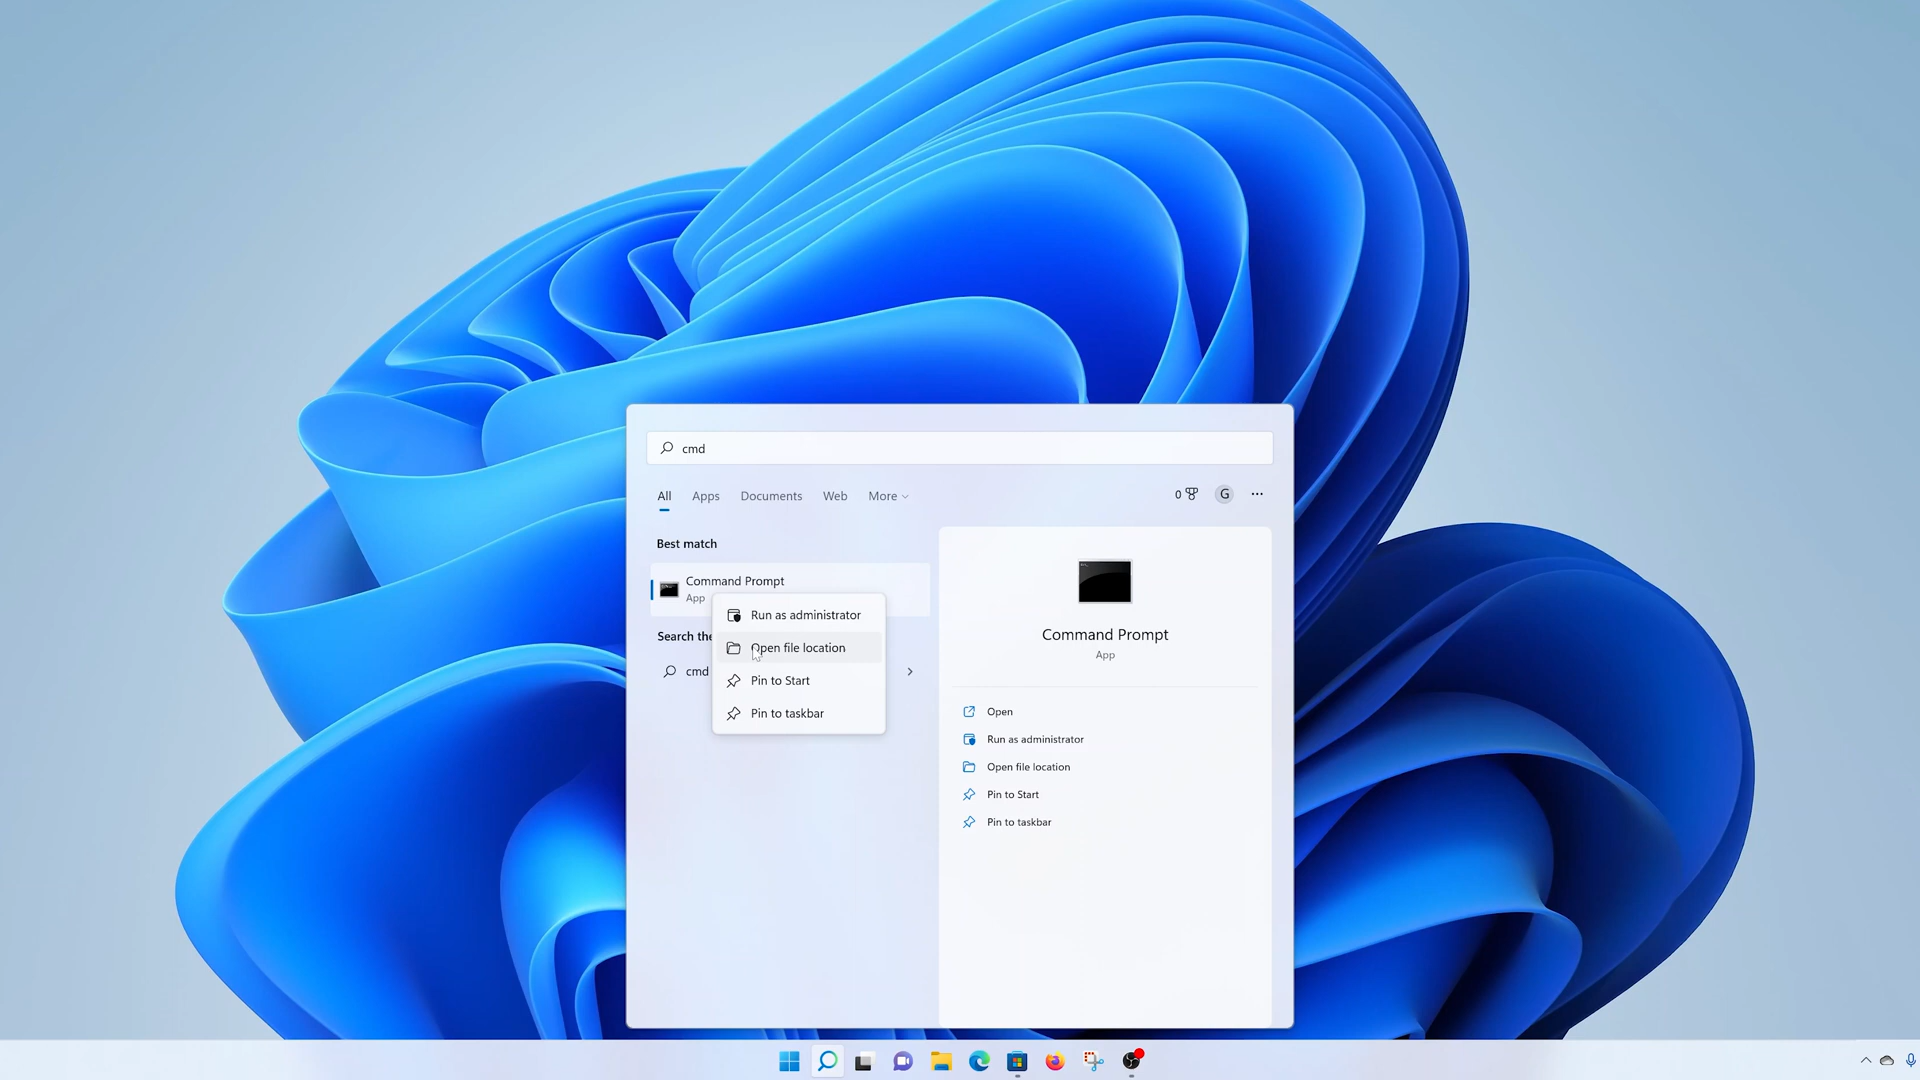 cmd
All Apps Documents Web More
0 G
Best match
Command Prompt
App
Run as administrator
Search the
Open file location
cmd
Pin to Start
Pin to taskbar
Command Prompt
App
Open
Run as administrator
Open file location
Pin to Start
Pin to taskbar